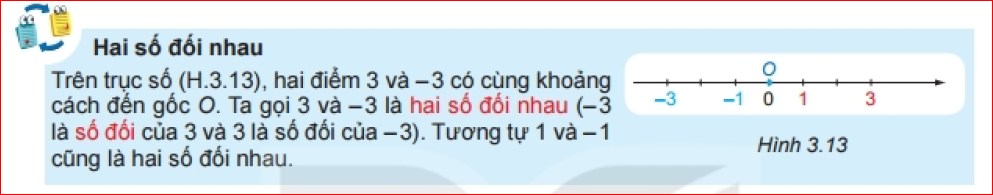 Hai số đối nhau
Trên trục số (H.3.13), hai điểm 3 và –3 có cùng khoảng
cách đến gốc O. Ta gọi 3 và –3 là hai số đối nhau (–3
là số đối của 3 và 3 là số đối của –3). Tương tự 1 và –1
cũng là hai số đối nhau.
O
–3 –1 0 1 3
Hình 3.13